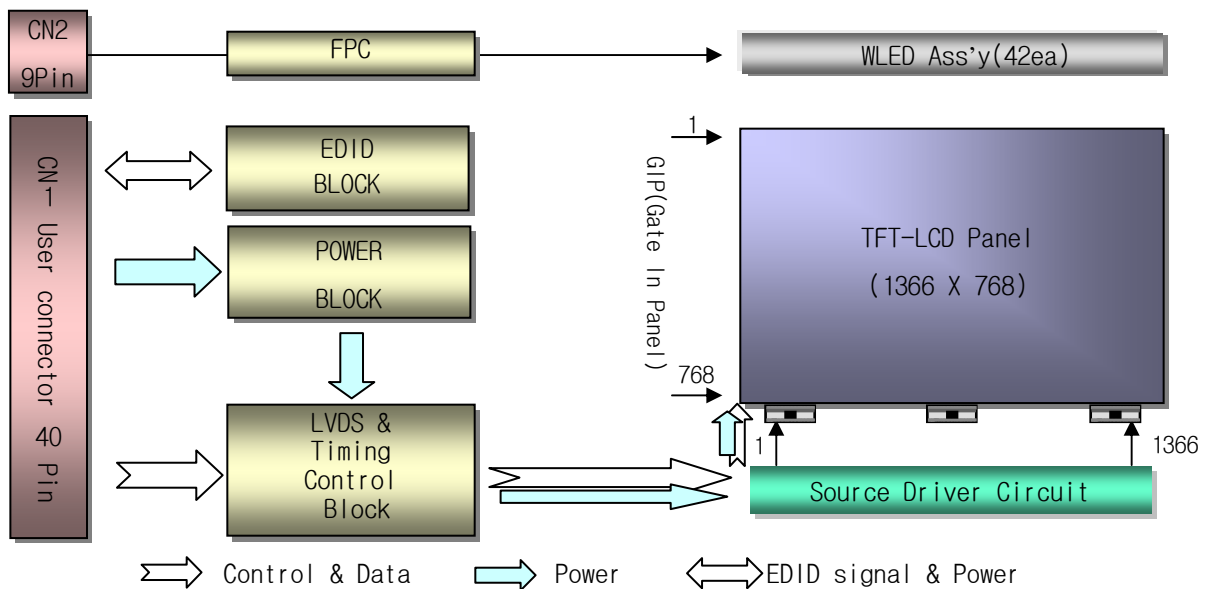 CN2
9Pin
FPC
WLED Ass'y(42ea)
CN-1 User connector 40 Pin
EDID
BLOCK
POWER
BLOCK
LVDS &
Timing
Control
Block
GIP(Gate In Panel)
1
768
TFT-LCD Panel
(1366 X 768)
1
1366
Source Driver Circuit
Control & Data
Power
EDID signal & Power